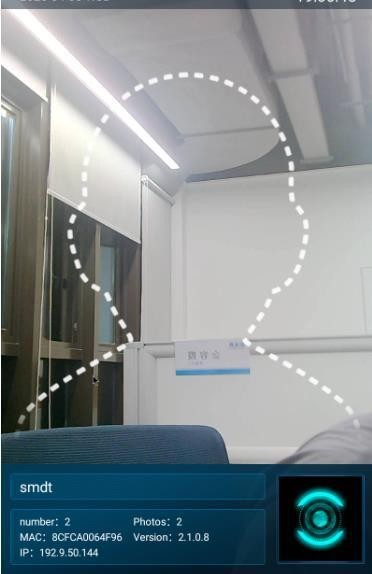 smdt
number: 2 Photos: 2
MAC: 8CFCA0064F96 Version: 2.1.0.8
IP: 192.9.50.144